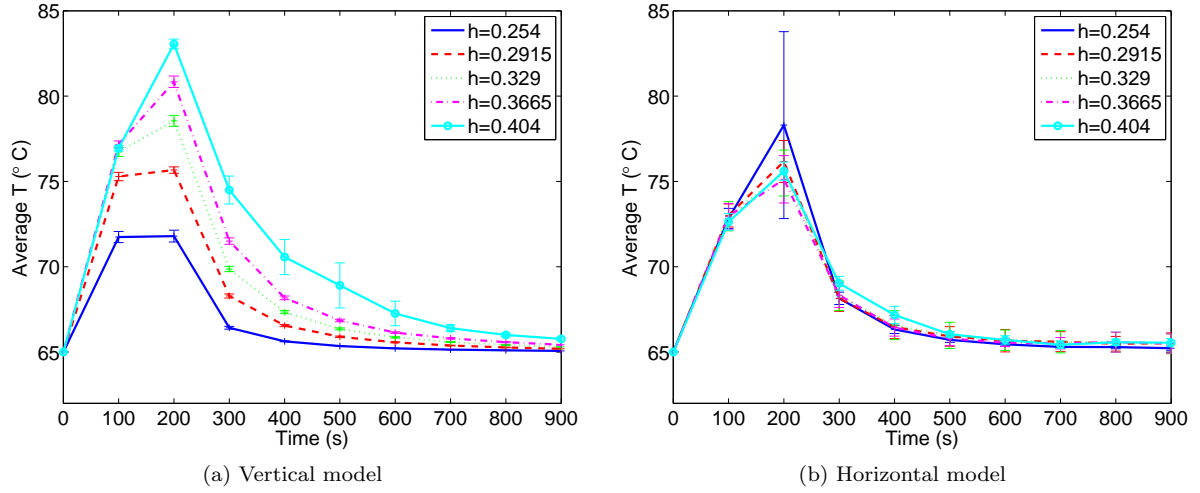 85
80
75
70
65
0 100 200 300 400 500 600 700 800 900
Time (s)
Average T (° C)
h=0.254
h=0.2915
h=0.329
h=0.3665
h=0.404
(a) Vertical model
85
80
75
70
65
0 100 200 300 400 500 600 700 800 900
Time (s)
Average T (° C)
h=0.254
h=0.2915
h=0.329
h=0.3665
h=0.404
(b) Horizontal model